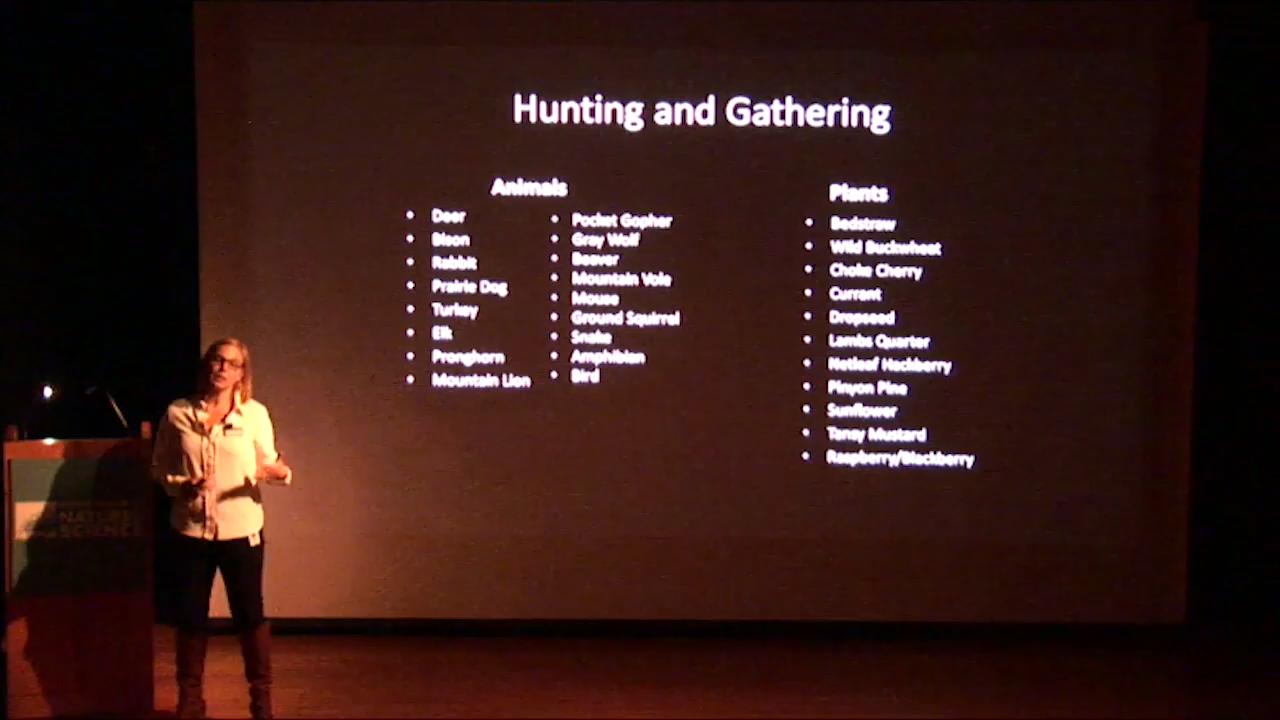 Hunting and Gathering
Animals
Deer
Bison
Rabbit
Prairie Dog
Turkey
Elk
Pronghorn
Mountain Lion
Pocket Gopher
Gray Wolf
Beaver
Mountain Vole
Mouse
Ground Squirrel
Snake
Amphibian
Bird
Plants
Bedstraw
Wild Buckwheat
Choke Cherry
Currant
Dropseed
Lambs Quarter
Netleaf Hackberry
Pinyon Pine
Sunflower
Tansy Mustard
Raspberry/Blackberry
NATURE
SCIENCE